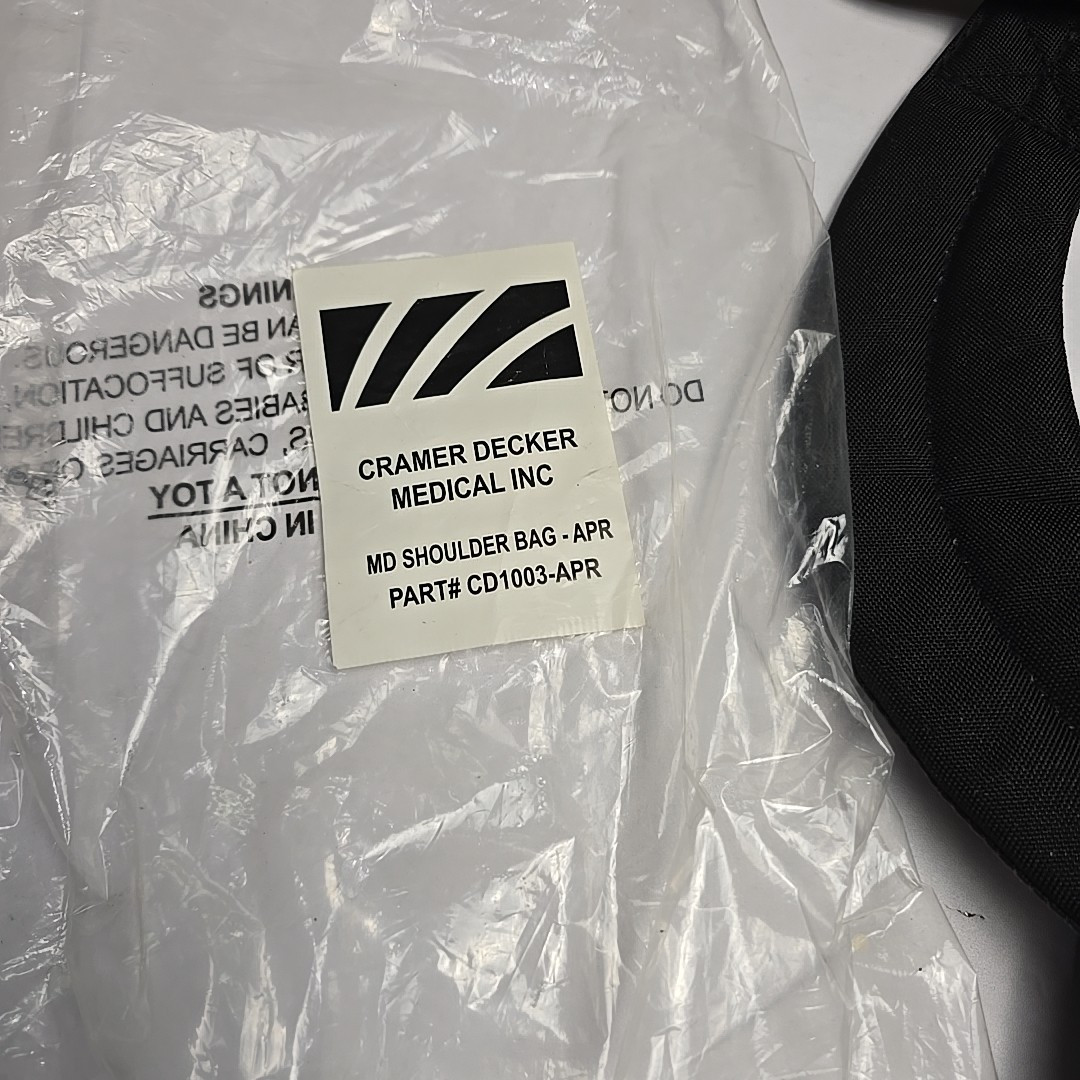 CRAMER DECKER
MEDICAL INC
MD SHOULDER BAG - APR
PART# CD1003-APR
NINGS
AN BE DANGEROUS.
R OF SUFFOCATION,
BABIES AND CHILDRE
S, CARRIAGES OR
NOT A TOY
IN CHINA
DO NOT